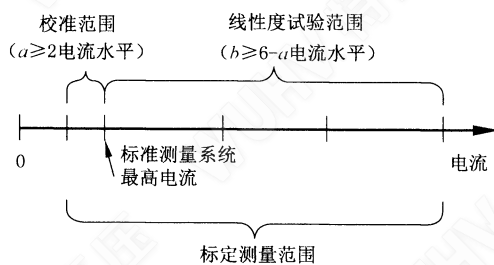 校准范围
(a≥2电流水平)
线性度试验范围
(b≥6-a电流水平)
0
标准测量系统
最高电流
电流
标定测量范围